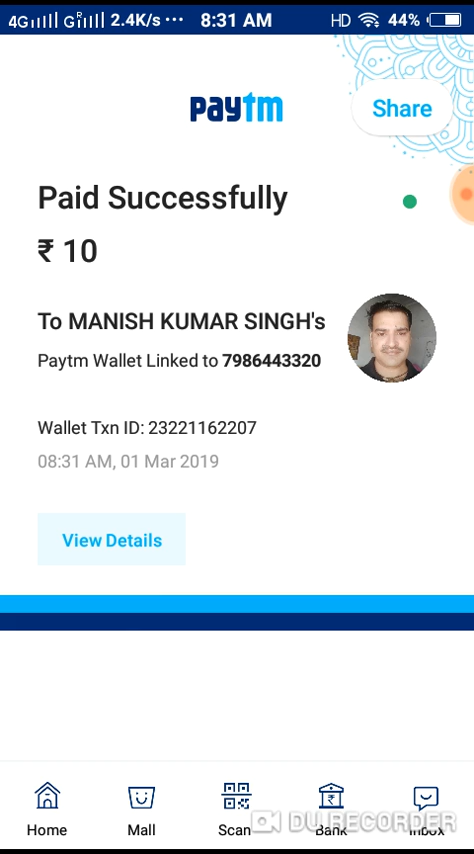 4G G R 2.4K/s ··· 8:31 AM HD 44%
paytm
Share
Paid Successfully
₹ 10
To MANISH KUMAR SINGH's
Paytm Wallet Linked to 7986443320
Wallet Txn ID: 23221162207
08:31 AM, 01 Mar 2019
View Details
Home Mall Scan Bank Inbox
DU RECORDER